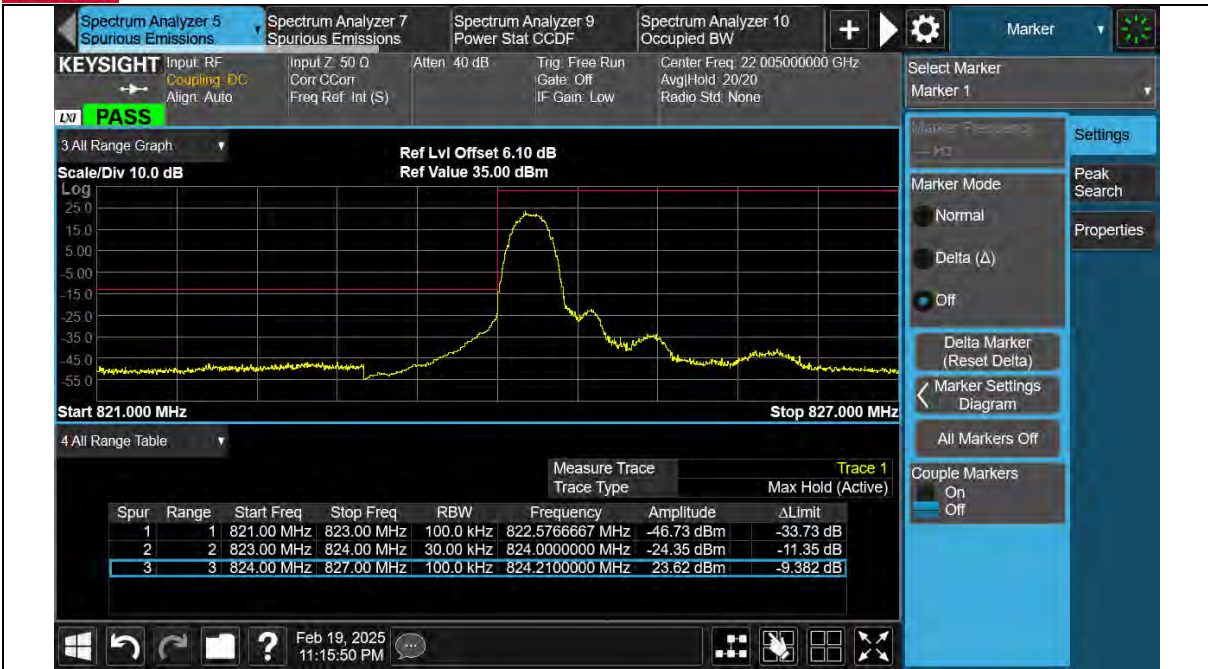 Spectrum Analyzer 5
Spurious Emissions
Spectrum Analyzer 7
Spurious Emissions
Spectrum Analyzer 9
Power Stat CCDF
Spectrum Analyzer 10
Occupied BW
+
Marker
KEYSIGHT
Input: RF
Coupling: DC
Align: Auto
Input Z: 50 Ω
Corr CCorr
Freq Ref: Int (S)
Atten: 40 dB
Trig: Free Run
Gate: Off
IF Gain: Low
Center Freq: 22.005000000 GHz
Avg|Hold: 20/20
Radio Std: None
LXI
PASS
Select Marker
Marker 1
Marker Frequency
--- Hz
Settings
Peak Search
Properties
Marker Mode
Normal
Delta (Δ)
Off
Delta Marker
(Reset Delta)
Marker Settings
Diagram
All Markers Off
Couple Markers
On
Off
3 All Range Graph
Scale/Div 10.0 dB
Ref Lvl Offset 6.10 dB
Ref Value 35.00 dBm
Log
25.0
15.0
5.00
-5.00
-15.0
-25.0
-35.0
-45.0
-55.0
Start 821.000 MHz
Stop 827.000 MHz
4 All Range Table
Measure Trace Trace 1
Trace Type Max Hold (Active)
Spur Range Start Freq Stop Freq RBW Frequency Amplitude ΔLimit
1 1 821.00 MHz 823.00 MHz 100.0 kHz 822.5766667 MHz -46.73 dBm -33.73 dB
2 2 823.00 MHz 824.00 MHz 30.00 kHz 824.0000000 MHz -24.35 dBm -11.35 dB
3 3 824.00 MHz 827.00 MHz 100.0 kHz 824.2100000 MHz 23.62 dBm -9.382 dB
?
Feb 19, 2025
11:15:50 PM